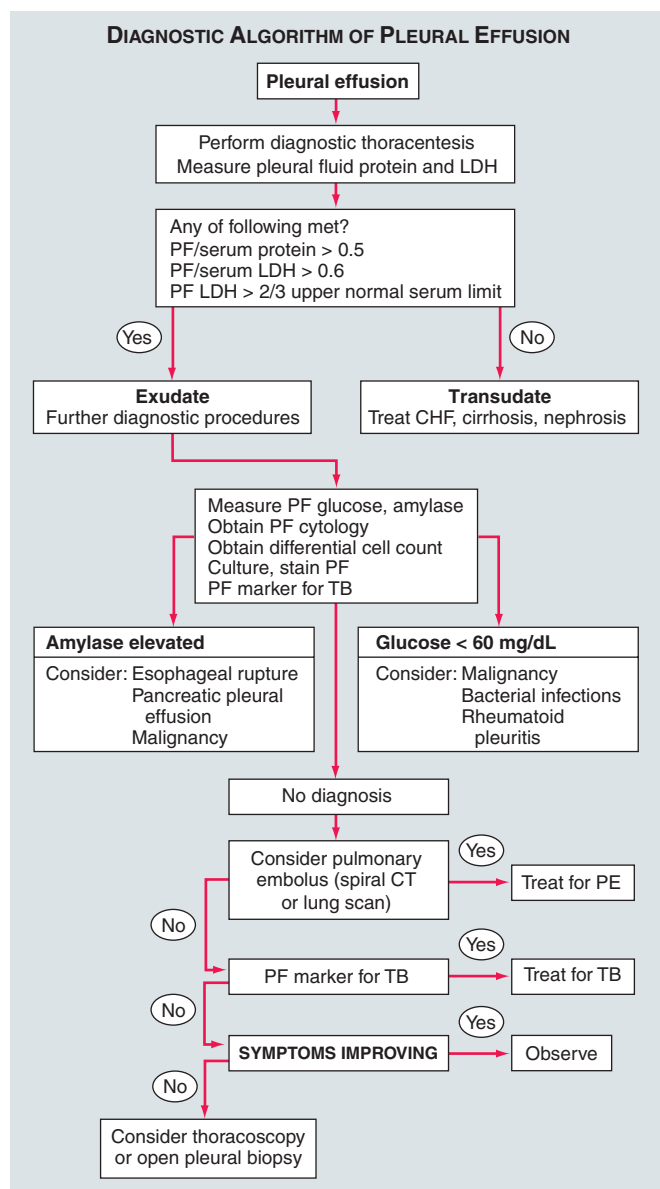 DIAGNOSTIC ALGORITHM OF PLEURAL EFFUSION
Pleural effusion
Perform diagnostic thoracentesis
Measure pleural fluid protein and LDH
Any of following met?
PF/serum protein > 0.5
PF/serum LDH > 0.6
PF LDH > 2/3 upper normal serum limit
Yes
No
Exudate
Further diagnostic procedures
Transudate
Treat CHF, cirrhosis, nephrosis
Measure PF glucose, amylase
Obtain PF cytology
Obtain differential cell count
Culture, stain PF
PF marker for TB
Amylase elevated
Consider: Esophageal rupture
Pancreatic pleural
effusion
Malignancy
Glucose < 60 mg/dL
Consider: Malignancy
Bacterial infections
Rheumatoid
pleuritis
No diagnosis
Consider pulmonary
embolus (spiral CT
or lung scan)
Yes
Treat for PE
No
PF marker for TB
Yes
Treat for TB
No
SYMPTOMS IMPROVING
Yes
Observe
No
Consider thoracoscopy
or open pleural biopsy